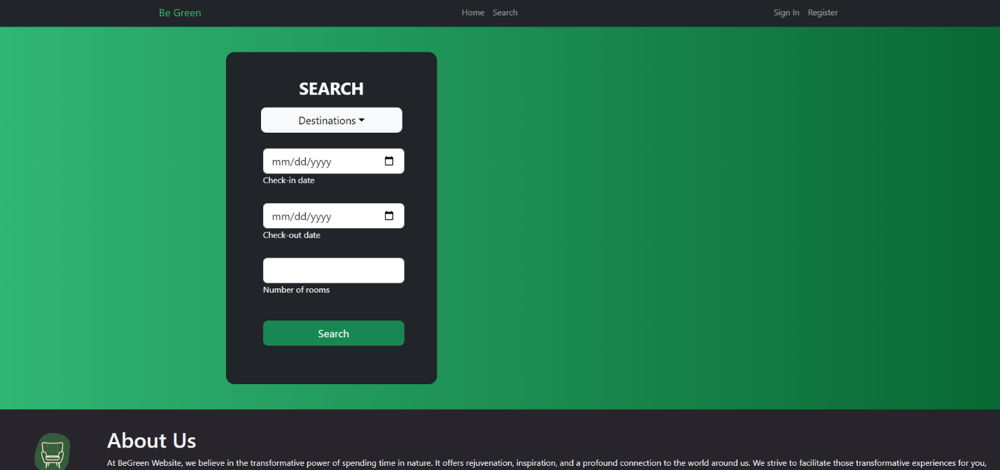 Be Green
Home Search
Sign In Register
SEARCH
Destinations
mm/dd/yyyy
Check-in date
mm/dd/yyyy
Check-out date
Number of rooms
Search
About Us
At BeGreen Website, we believe in the transformative power of spending time in nature. It offers rejuvenation, inspiration, and a profound connection to the world around us. We strive to facilitate those transformative experiences for you,